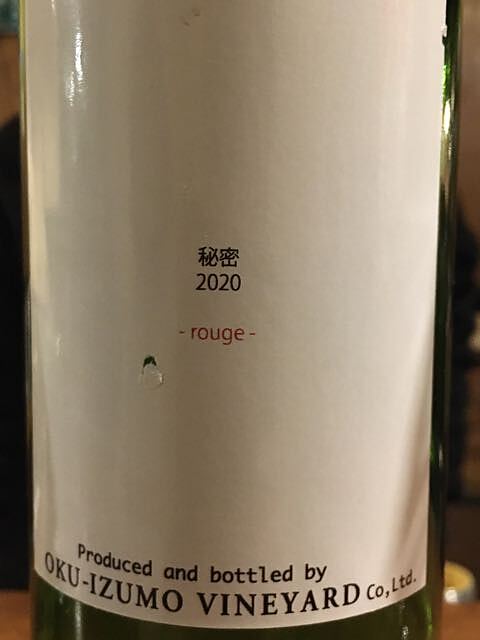 秘密
2020
- rouge -
Produced and bottled by
OKU-IZUMO VINEYARD Co,Ltd.